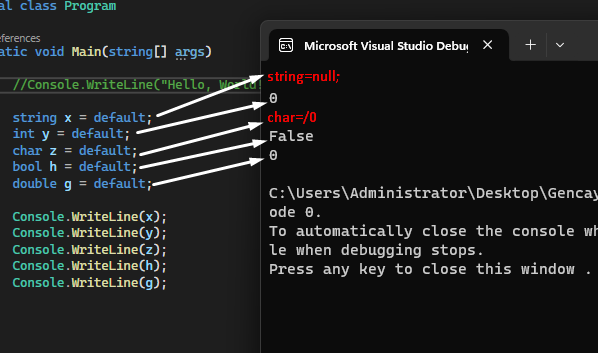 al class Program
eferences
atic void Main(string[] args)
//Console.WriteLine("Hello, World!
string x = default;
int y = default;
char z = default;
bool h = default;
double g = default;
Console.WriteLine(x);
Console.WriteLine(y);
Console.WriteLine(z);
Console.WriteLine(h);
Console.WriteLine(g);
Microsoft Visual Studio Debug
string=null;
0
char=/0
False
0
C:\Users\Administrator\Desktop\Gencay
ode 0.
To automatically close the console wh
le when debugging stops.
Press any key to close this window .